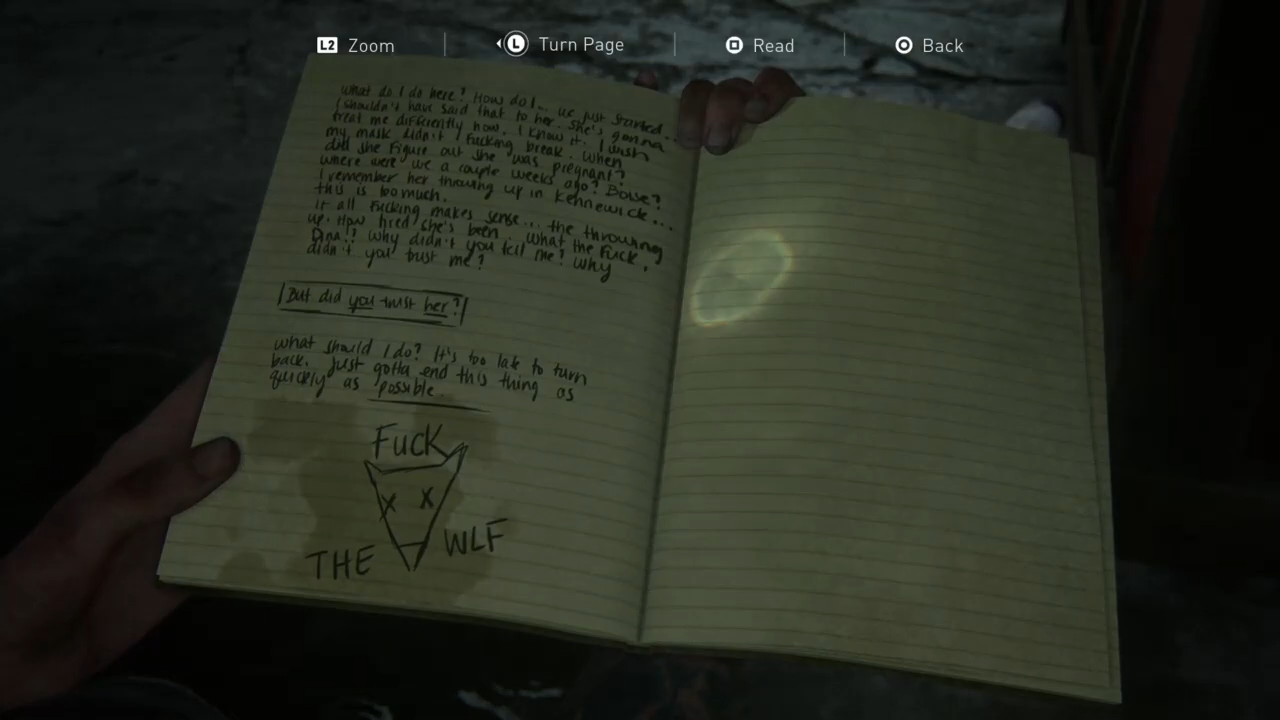 L2 Zoom
L Turn Page
Read
Back
What do I do here? How do I... we just started.
I shouldn't have said that to her. She's gonna
treat me differently now. I know it. I wish
my mask didn't fucking break. When
did she figure out she was pregnant?
where were we a couple weeks ago? Boise?
I remember her throwing up in Kennewick...
this is too much.
it all fucking makes sense... the throwing
up. How tired she's been. What the fuck,
Dina!? Why didn't you tell me? Why
didn't you trust me?
But did you trust her?
What should I do? It's too late to turn
back. Just gotta end this thing as
quickly as possible.
Fuck
X X
THE WLF